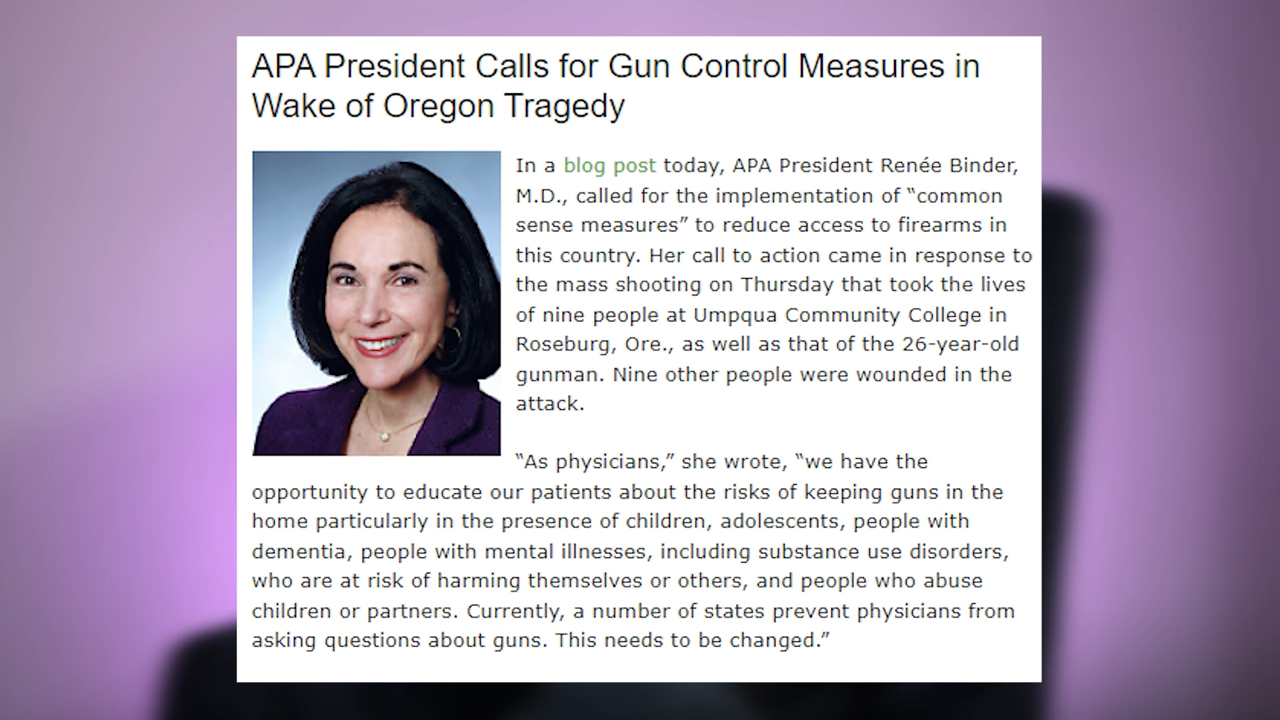 APA President Calls for Gun Control Measures in
Wake of Oregon Tragedy
In a blog post today, APA President Renée Binder,
M.D., called for the implementation of “common
sense measures” to reduce access to firearms in
this country. Her call to action came in response to
the mass shooting on Thursday that took the lives
of nine people at Umpqua Community College in
Roseburg, Ore., as well as that of the 26-year-old
gunman. Nine other people were wounded in the
attack.
“As physicians,” she wrote, “we have the
opportunity to educate our patients about the risks of keeping guns in the
home particularly in the presence of children, adolescents, people with
dementia, people with mental illnesses, including substance use disorders,
who are at risk of harming themselves or others, and people who abuse
children or partners. Currently, a number of states prevent physicians from
asking questions about guns. This needs to be changed.”